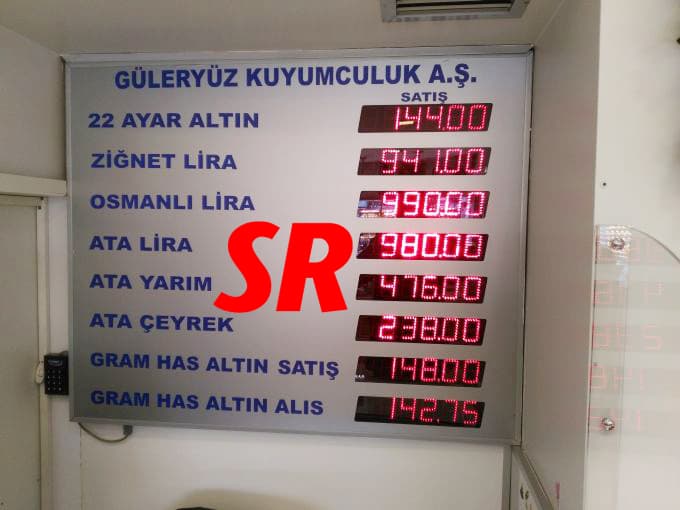 GÜLERYÜZ KUYUMCULUK A.Ş.
SATIŞ
22 AYAR ALTIN 144.00
ZİĞNET LİRA 941.00
OSMANLI LİRA 990.00
ATA LİRA 980.00
SR
ATA YARIM 476.00
ATA ÇEYREK 238.00
GRAM HAS ALTIN SATIŞ 148.00
GRAM HAS ALTIN ALIS 142.75